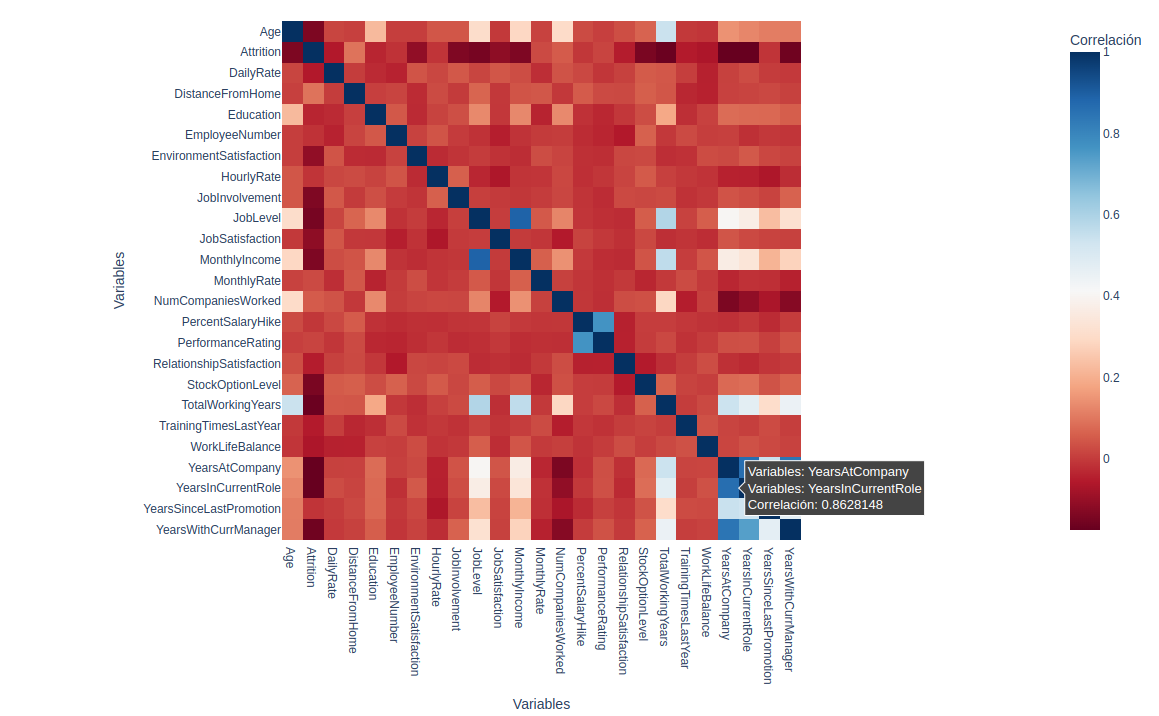 Correlación
Age
Attrition
DailyRate
DistanceFromHome
Education
EmployeeNumber
EnvironmentSatisfaction
HourlyRate
JobInvolvement
JobLevel
JobSatisfaction
MonthlyIncome
MonthlyRate
NumCompaniesWorked
PercentSalaryHike
PerformanceRating
RelationshipSatisfaction
StockOptionLevel
TotalWorkingYears
TrainingTimesLastYear
WorkLifeBalance
YearsAtCompany
YearsInCurrentRole
YearsSinceLastPromotion
YearsWithCurrManager
Variables
Variables: YearsAtCompany
Variables: YearsInCurrentRole
Correlación: 0.8628148
1
0.8
0.6
0.4
0.2
0
Age
Attrition
DailyRate
DistanceFromHome
Education
EmployeeNumber
EnvironmentSatisfaction
HourlyRate
JobInvolvement
JobLevel
JobSatisfaction
MonthlyIncome
MonthlyRate
NumCompaniesWorked
PercentSalaryHike
PerformanceRating
RelationshipSatisfaction
StockOptionLevel
TotalWorkingYears
TrainingTimesLastYear
WorkLifeBalance
YearsAtCompany
YearsInCurrentRole
YearsSinceLastPromotion
YearsWithCurrManager
Variables